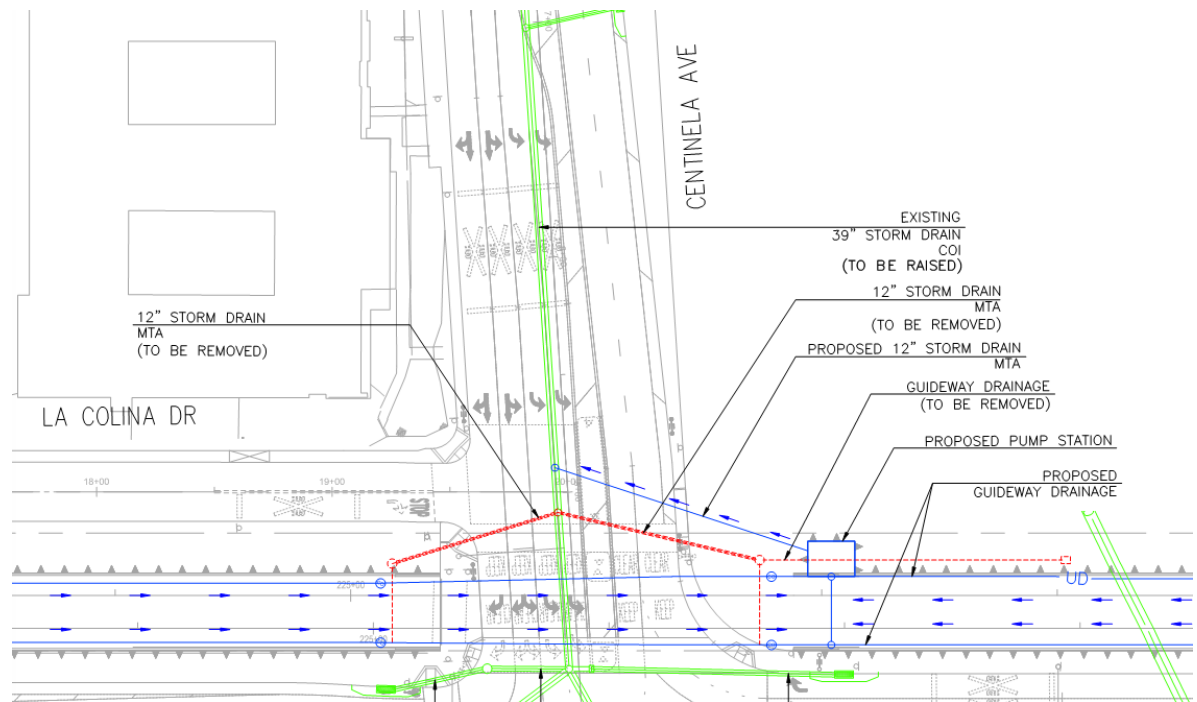 CENTINELA AVE
EXISTING
39" STORM DRAIN
COI
(TO BE RAISED)
12" STORM DRAIN
MTA
(TO BE REMOVED)
12" STORM DRAIN
MTA
(TO BE REMOVED)
PROPOSED 12" STORM DRAIN
MTA
GUIDEWAY DRAINAGE
(TO BE REMOVED)
LA COLINA DR
PROPOSED PUMP STATION
PROPOSED
GUIDEWAY DRAINAGE
18+00
19+00
UD